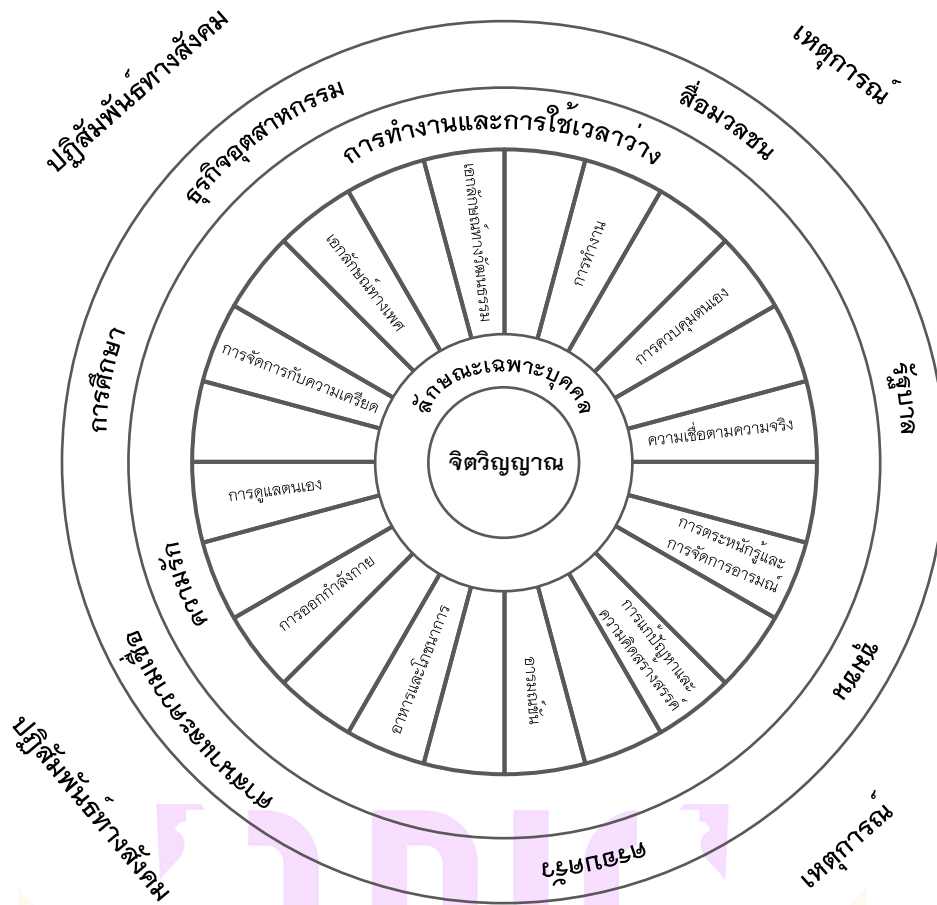 ปฏิสัมพันธ์ทางสังคม
เหตุการณ์
ธุรกิจอุตสาหกรรม
สื่อมวลชน
การศึกษา
รัฐบาล
ชุมชน
ครอบครัว
ศาสนาและความเชื่อ
การทำงานและการใช้เวลาว่าง
ความรัก
เอกลักษณ์ทางวัฒนธรรม
การทำงาน
การควบคุมตนเอง
ความเชื่อตามความจริง
การตระหนักรู้และ
การจัดการอารมณ์
การแก้ปัญหาและ
ความคิดสร้างสรรค์
อารมณ์ขัน
อาหารและโภชนาการ
การออกกำลังกาย
การดูแลตนเอง
การจัดการกับความเครียด
เอกลักษณ์ทางเพศ
ลักษณะเฉพาะบุคคล
จิตวิญญาณ
ปฏิสัมพันธ์ทางสังคม
เหตุการณ์